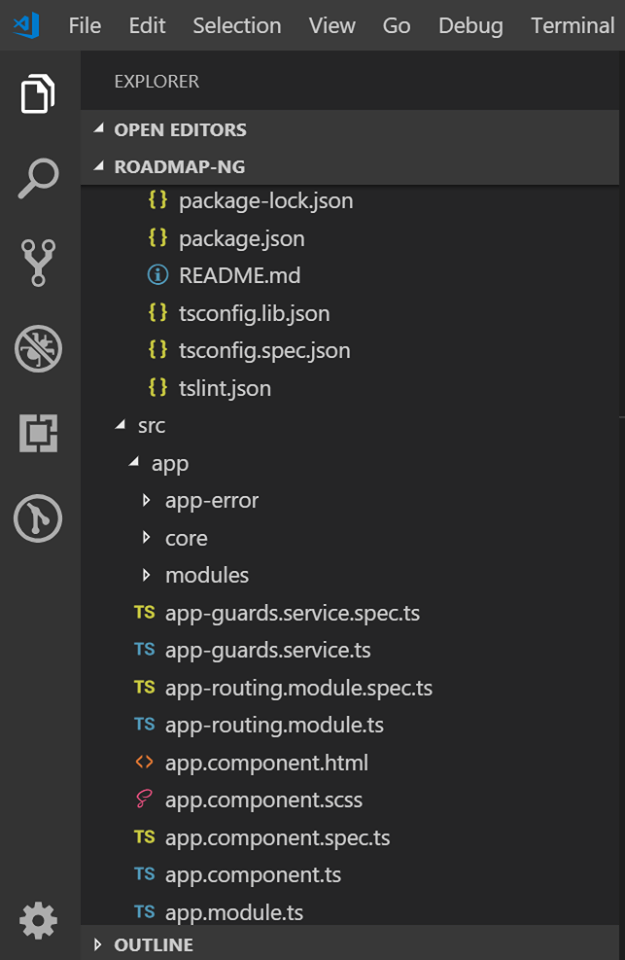 File Edit Selection View Go Debug Terminal
EXPLORER
OPEN EDITORS
ROADMAP-NG
{} package-lock.json
{} package.json
README.md
{} tsconfig.lib.json
{} tsconfig.spec.json
{} tslint.json
src
app
app-error
core
modules
TS app-guards.service.spec.ts
TS app-guards.service.ts
TS app-routing.module.spec.ts
TS app-routing.module.ts
<> app.component.html
app.component.scss
TS app.component.spec.ts
TS app.component.ts
TS app.module.ts
OUTLINE